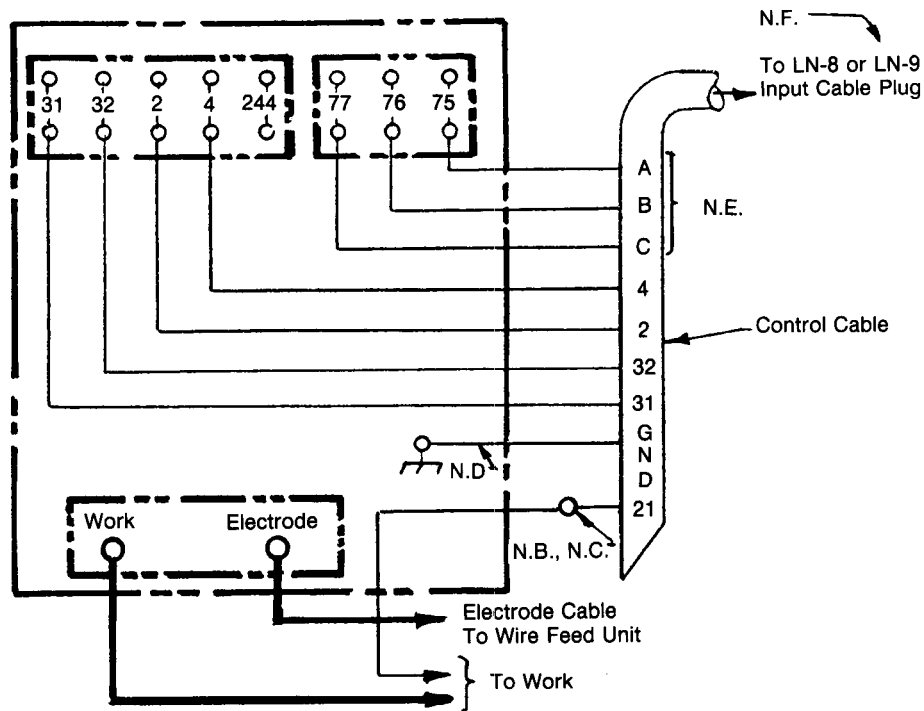 N.F.
To LN-8 or LN-9
Input Cable Plug
31 32 2 4 244 77 76 75
A
B
C
N.E.
4
2
Control Cable
32
31
G
N
D
N.D
21
N.B., N.C.
Work
Electrode
Electrode Cable
To Wire Feed Unit
To Work